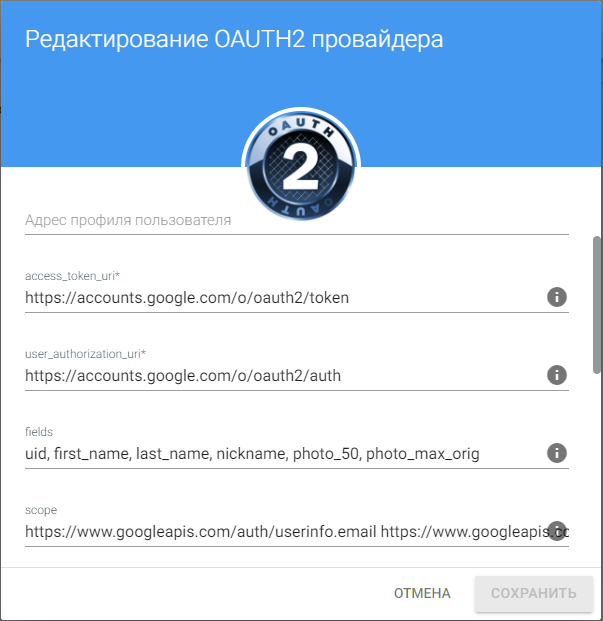 Редактирование OAUTH2 провайдера
OAUTH
2
OAUTH
Адрес профиля пользователя
access_token_uri*
https://accounts.google.com/o/oauth2/token
user_authorization_uri*
https://accounts.google.com/o/oauth2/auth
fields
uid, first_name, last_name, nickname, photo_50, photo_max_orig
scope
https://www.googleapis.com/auth/userinfo.email https://www.googleapis.co
ОТМЕНА
СОХРАНИТЬ